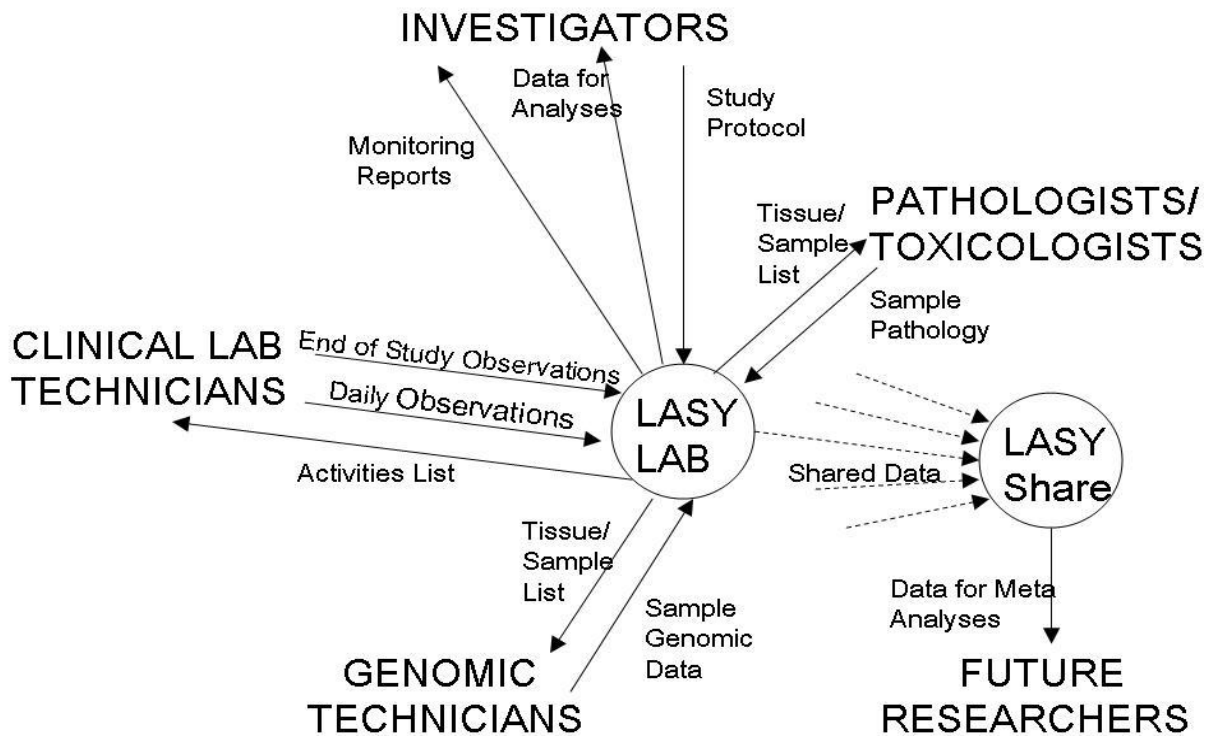 INVESTIGATORS
Data for
Analyses
Study
Protocol
Monitoring
Reports
PATHOLOGISTS/
TOXICOLOGISTS
Tissue/
Sample
List
Sample
Pathology
CLINICAL LAB
TECHNICIANS
End of Study Observations
Daily Observations
Activities List
LASY
LAB
Shared Data
LASY
Share
Tissue/
Sample
List
Sample
Genomic
Data
Data for Meta
Analyses
GENOMIC
TECHNICIANS
FUTURE
RESEARCHERS